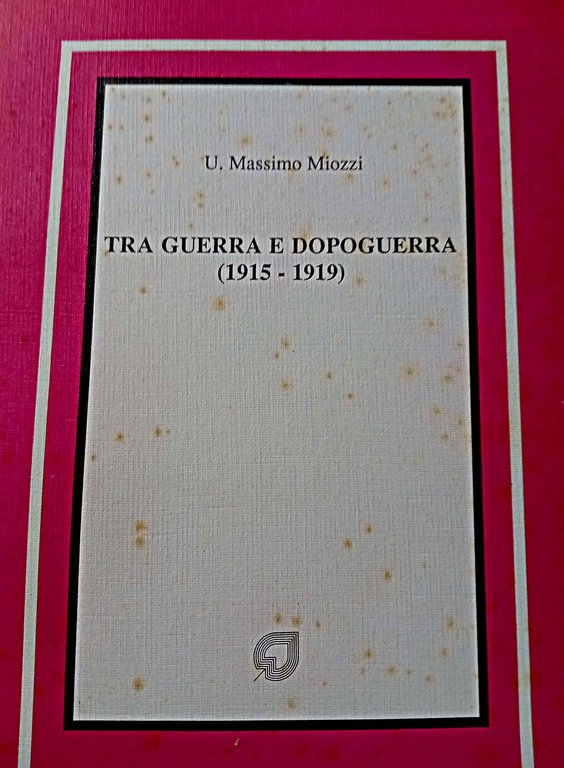 U. Massimo Miozzi
TRA GUERRA E DOPOGUERRA
(1915 - 1919)